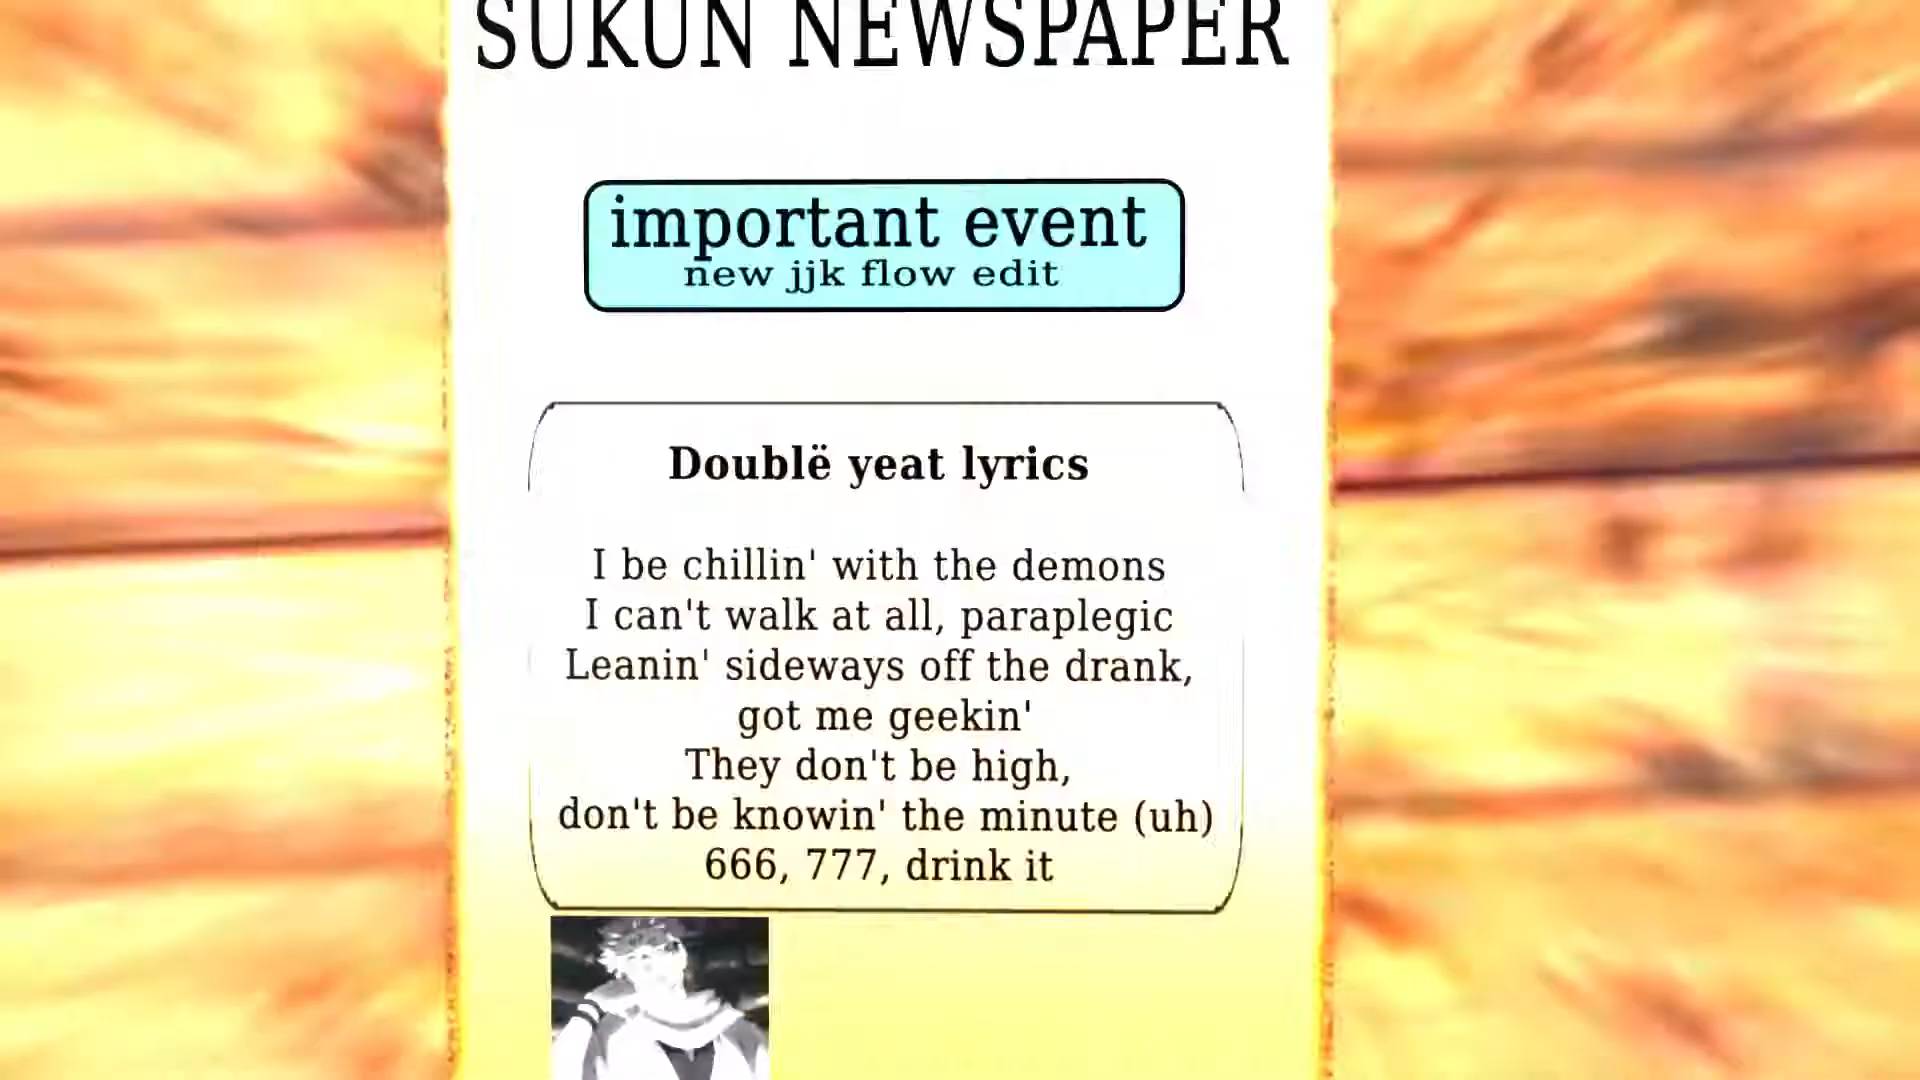 SUKUN NEWSPAPER
important event
new jjk flow edit
Doublë yeat lyrics
I be chillin' with the demons
I can't walk at all, paraplegic
Leanin' sideways off the drank,
got me geekin'
They don't be high,
don't be knowin' the minute (uh)
666, 777, drink it